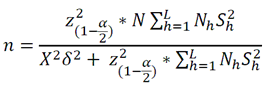 n = \frac{z^2_{(1-\frac{\alpha}{2})} * N \sum_{h=1}^{L} N_h S_h^2}{X^2 \delta^2 + z^2_{(1-\frac{\alpha}{2})} * \sum_{h=1}^{L} N_h S_h^2}